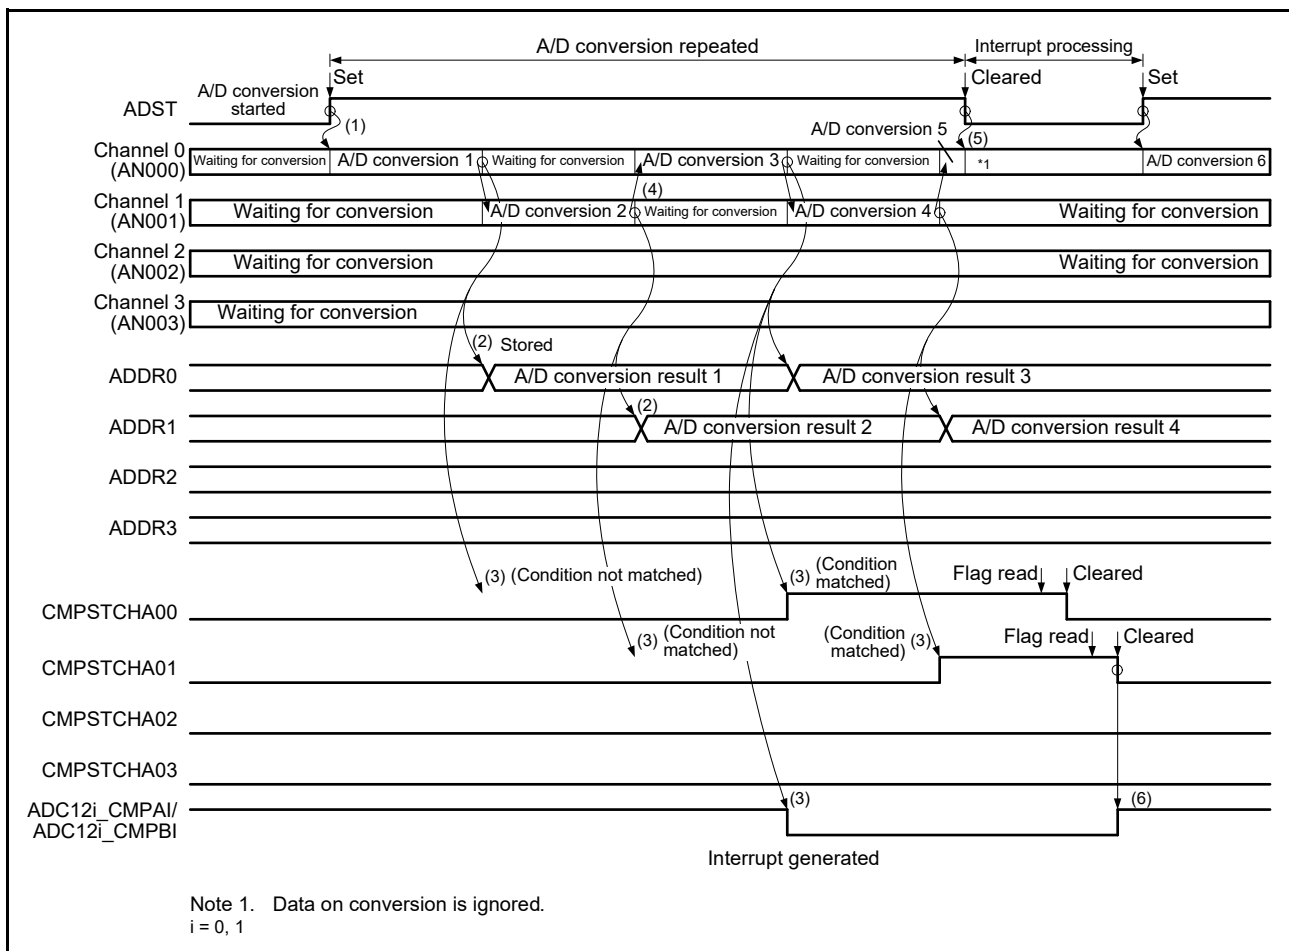 A/D conversion repeated
Interrupt processing
Set
Cleared
Set
A/D conversion
started
ADST
(1)
A/D conversion 5
(5)
Channel 0
(AN000)
Waiting for conversion
A/D conversion 1
Waiting for conversion
A/D conversion 3
Waiting for conversion
*1
A/D conversion 6
(4)
Channel 1
(AN001)
Waiting for conversion
A/D conversion 2
Waiting for conversion
A/D conversion 4
Waiting for conversion
Channel 2
(AN002)
Waiting for conversion
Waiting for conversion
Channel 3
(AN003)
Waiting for conversion
(2) Stored
ADDR0
A/D conversion result 1
A/D conversion result 3
(2)
ADDR1
A/D conversion result 2
A/D conversion result 4
ADDR2
ADDR3
(3) (Condition not matched)
(3) (Condition
matched)
Flag read
Cleared
CMPSTCHA00
(3) (Condition not
matched)
(Condition (3)
matched)
Flag read
Cleared
CMPSTCHA01
CMPSTCHA02
CMPSTCHA03
ADC12i_CMPAI/
ADC12i_CMPBI
(3)
(6)
Interrupt generated
Note 1. Data on conversion is ignored.
i = 0, 1